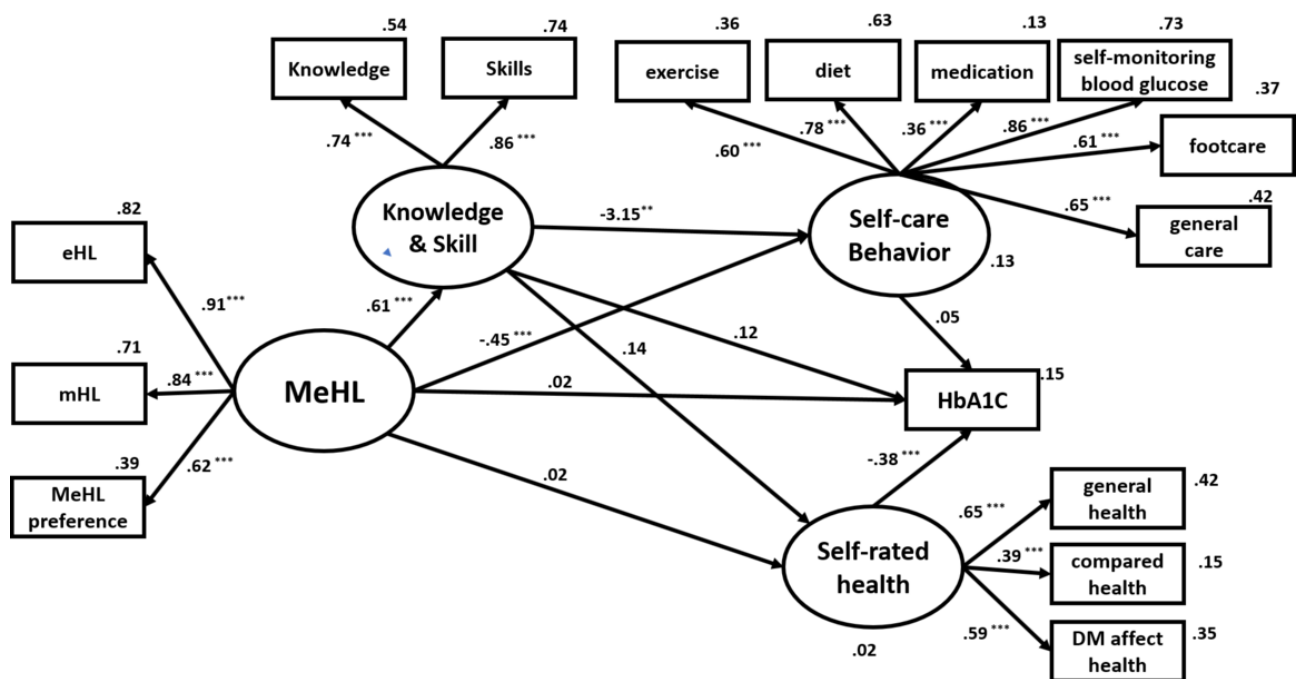 .54
.74
.36
.63
.13
.73
Knowledge
Skills
exercise
diet
medication
self-monitoring
blood glucose
.37
.74 ***
.86 ***
.60 ***
.78 ***
.36 ***
.86 ***
.61 ***
footcare
.65 ***
.42
general
care
Knowledge
& Skill
-3.15**
Self-care
Behavior
.13
.82
eHL
.91***
.61 ***
-.45 ***
.14
.12
.05
.71
mHL
.84 ***
MeHL
.02
HbA1C
.15
.39
.62 ***
MeHL
preference
.02
-.38 ***
general
health
.42
.65 ***
Self-rated
health
.39 ***
compared
health
.15
.59 ***
DM affect
health
.35
.02